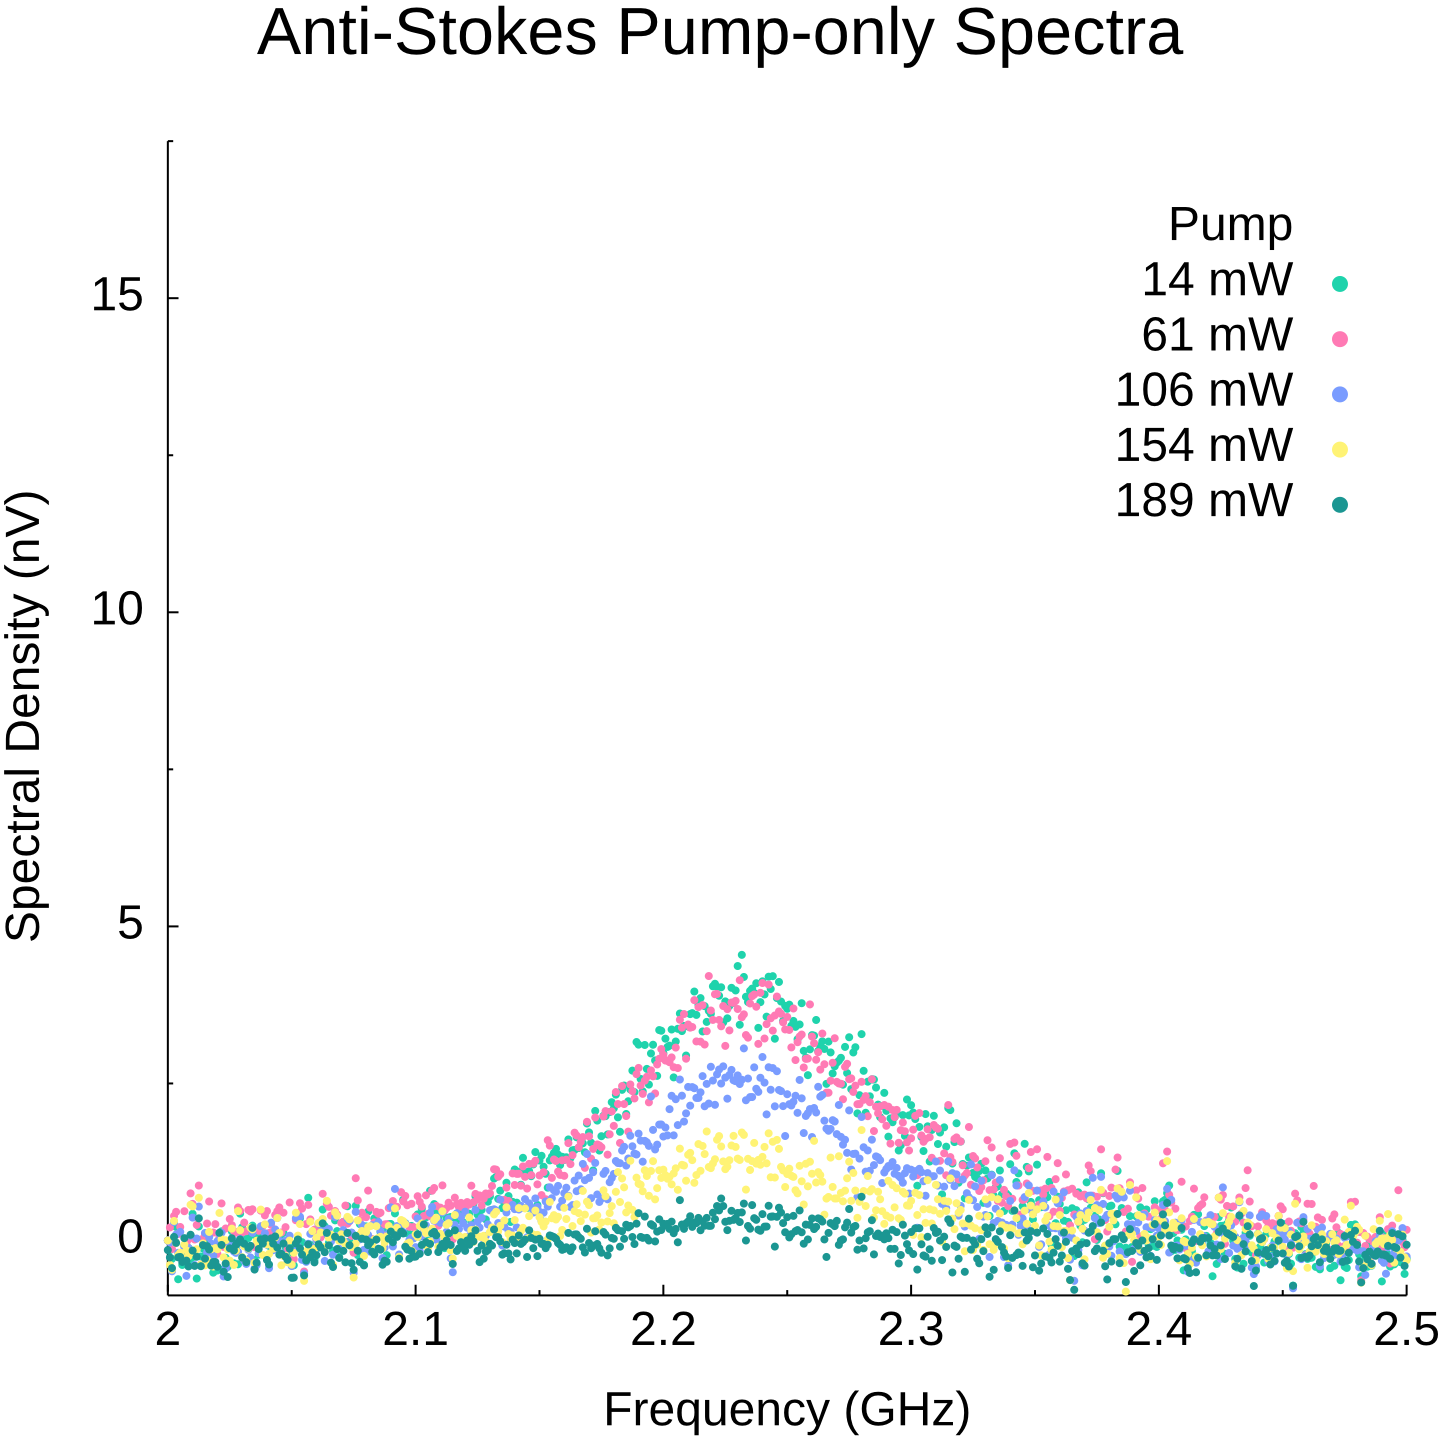 Anti-Stokes Pump-only Spectra
Pump
14 mW
61 mW
106 mW
154 mW
189 mW
15
10
5
0
Spectral Density (nV)
2 2.1 2.2 2.3 2.4 2.5
Frequency (GHz)